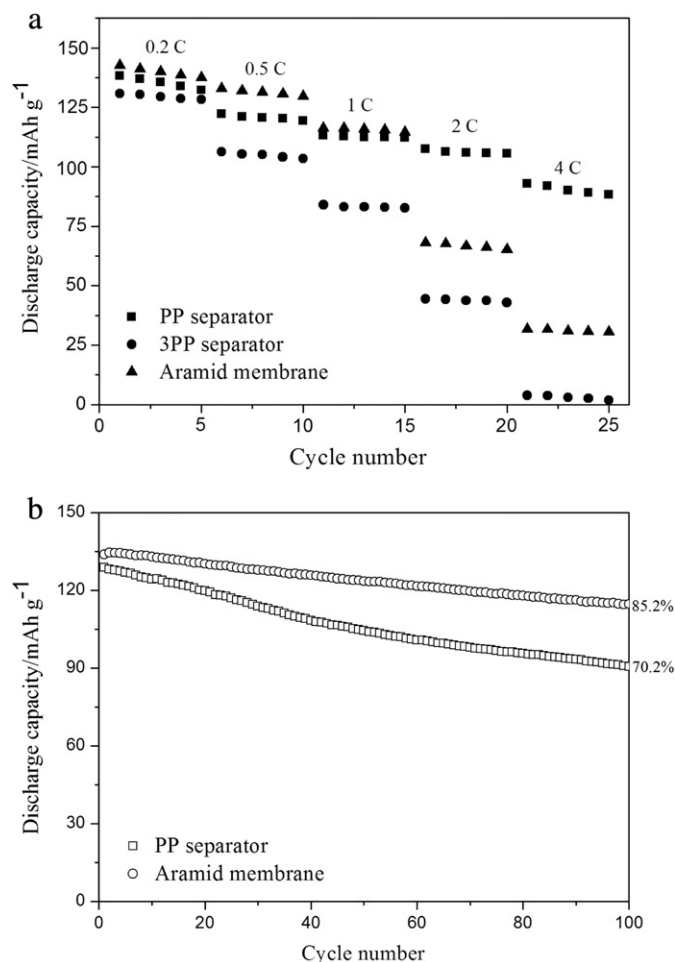 a
150
125
100
75
50
25
0
Discharge capacity/mAh g⁻¹
0.2 C
0.5 C
1 C
2 C
4 C
PP separator
3PP separator
Aramid membrane
0 5 10 15 20 25
Cycle number
b
150
120
90
60
30
0
Discharge capacity/mAh g⁻¹
85.2%
70.2%
PP separator
Aramid membrane
0 20 40 60 80 100
Cycle number